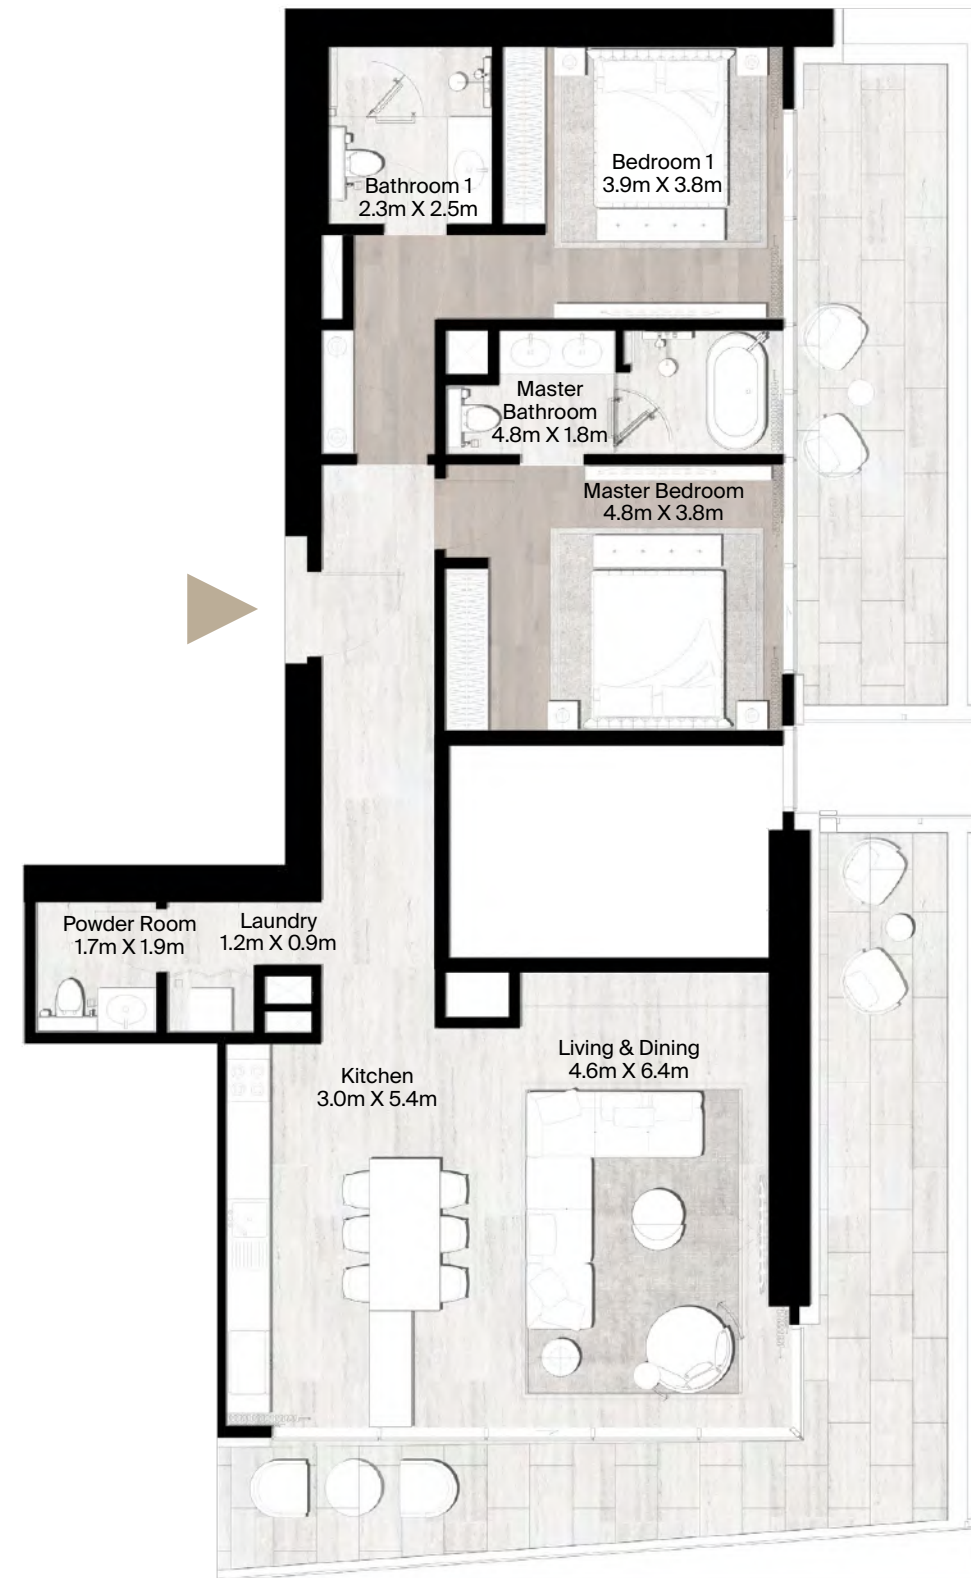 Bathroom 1
2.3m X 2.5m
Bedroom 1
3.9m X 3.8m
Master
Bathroom
4.8m X 1.8m
Master Bedroom
4.8m X 3.8m
Powder Room
1.7m X 1.9m
Laundry
1.2m X 0.9m
Kitchen
3.0m X 5.4m
Living & Dining
4.6m X 6.4m